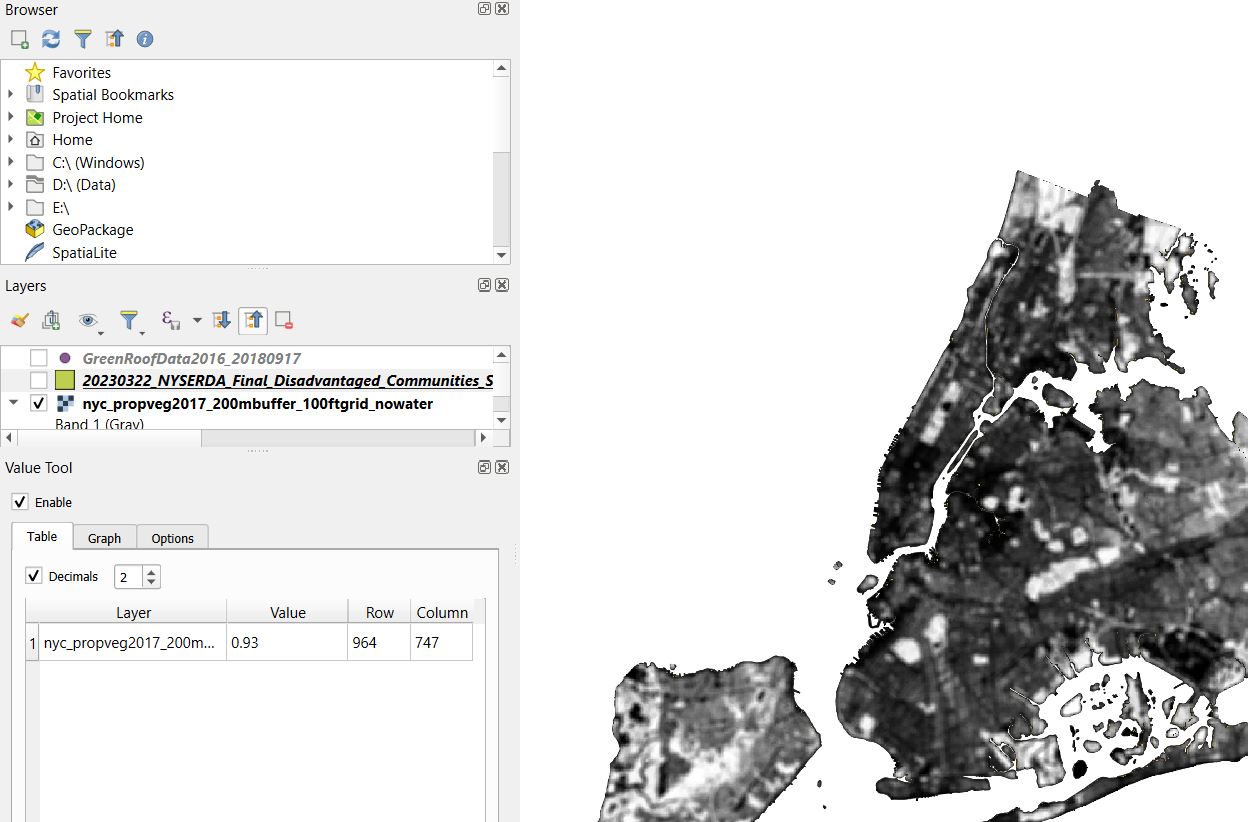 Browser
Favorites
Spatial Bookmarks
Project Home
Home
C:\ (Windows)
D:\ (Data)
E:\
GeoPackage
SpatiaLite
Layers
GreenRoofData2016_20180917
20230322_NYSERDA_Final_Disadvantaged_Communities_S
nyc_propveg2017_200mbuffer_100ftgrid_nowater
Band 1 (Gray)
Value Tool
Enable
Table Graph Options
Decimals 2
Layer Value Row Column
1 nyc_propveg2017_200m... 0.93 964 747